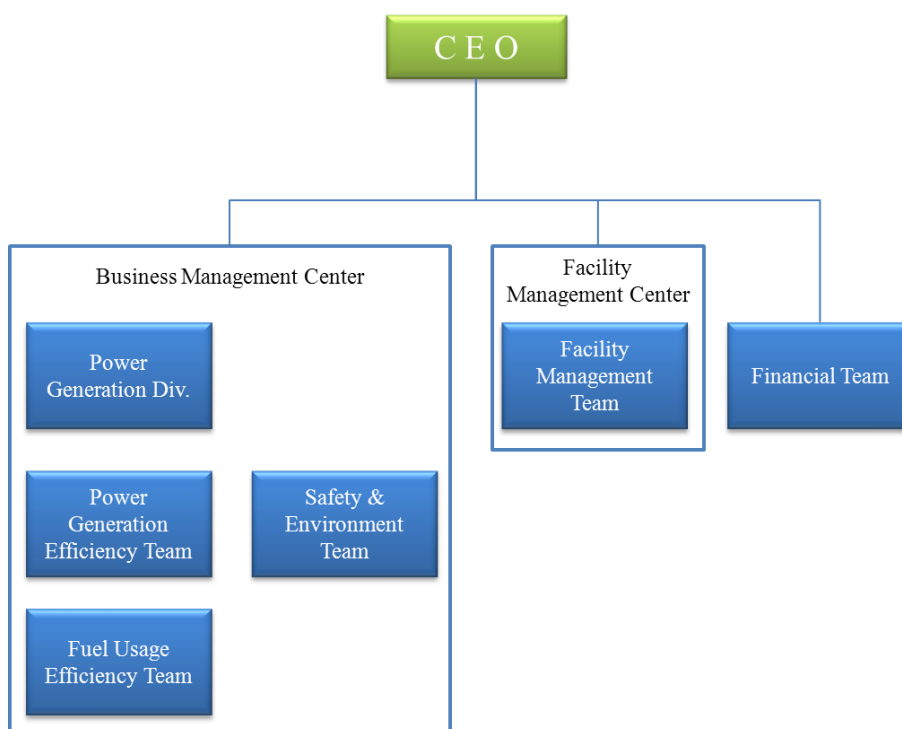 C E O
Business Management Center
Power
Generation Div.
Power
Generation
Efficiency Team
Safety &
Environment
Team
Fuel Usage
Efficiency Team
Facility
Management Center
Facility
Management
Team
Financial Team